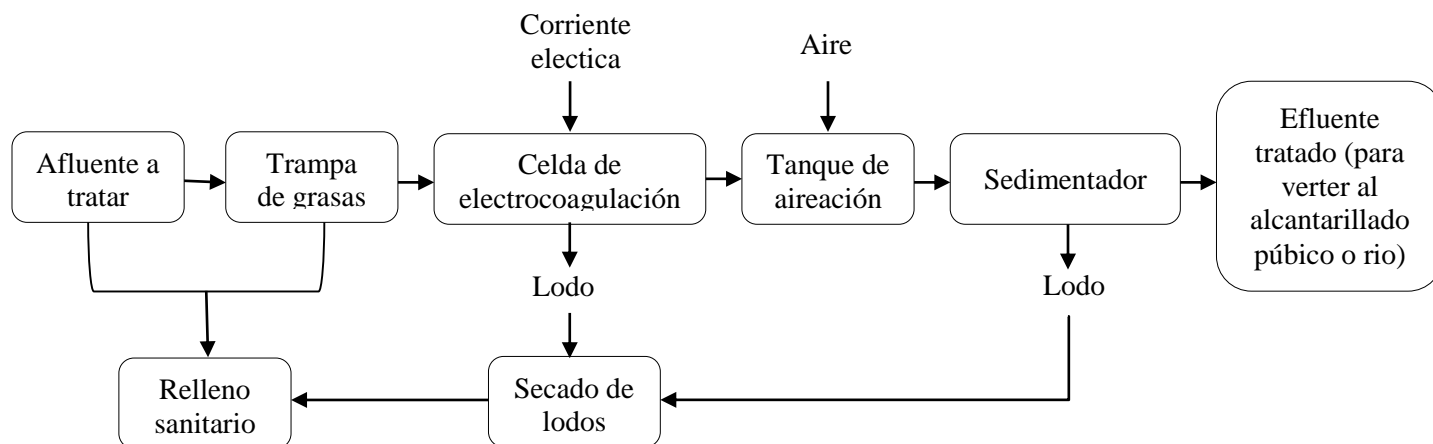 Corriente
electica
Aire
Afluente a
tratar
Trampa
de grasas
Celda de
electrocoagulación
Tanque de
aireación
Sedimentador
Efluente
tratado (para
verter al
alcantarillado
púbico o rio)
Lodo
Lodo
Relleno
sanitario
Secado de
lodos